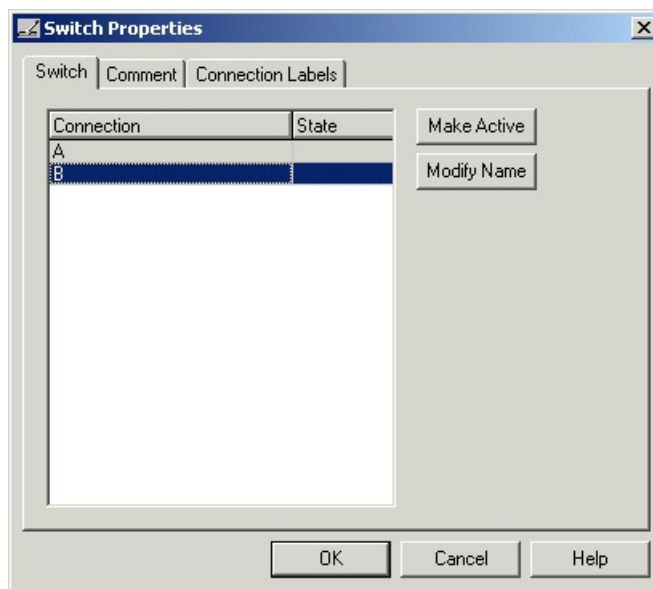 Switch Properties
Switch Comment Connection Labels
Connection State
A
B
Make Active
Modify Name
OK Cancel Help